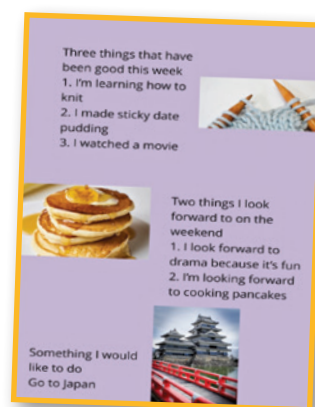 Three things that have
been good this week
1. I'm learning how to
knit
2. I made sticky date
pudding
3. I watched a movie
Two things I look
forward to on the
weekend
1. I look forward to
drama because it's fun
2. I'm looking forward
to cooking pancakes
Something I would
like to do
Go to Japan